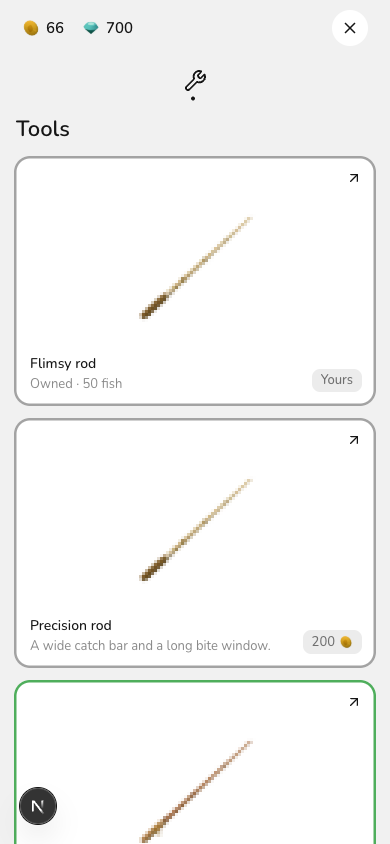 66 700
Tools
Flimsy rod
Owned · 50 fish
Yours
Precision rod
A wide catch bar and a long bite window.
200
N